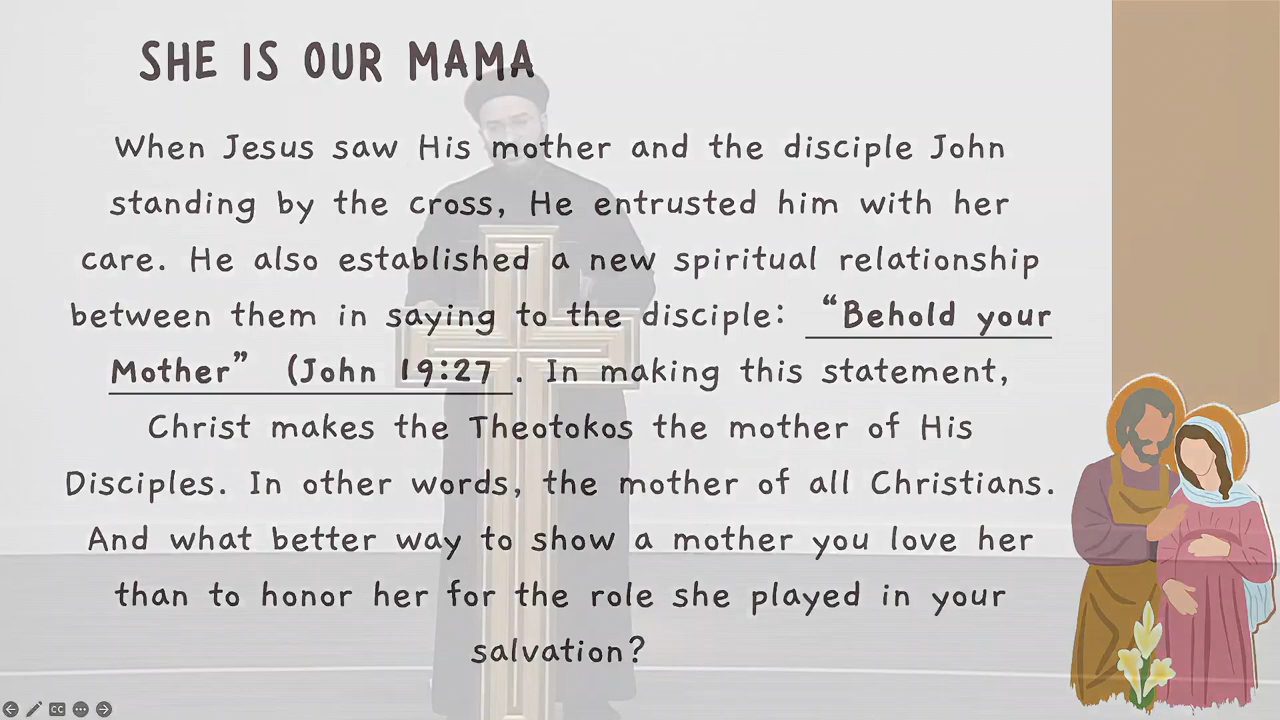 SHE IS OUR MAMA
When Jesus saw His mother and the disciple John
standing by the cross, He entrusted him with her
care. He also established a new spiritual relationship
between them in saying to the disciple: “Behold your
Mother” (John 19:27 . In making this statement,
Christ makes the Theotokos the mother of His
Disciples. In other words, the mother of all Christians.
And what better way to show a mother you love her
than to honor her for the role she played in your
salvation?
CC